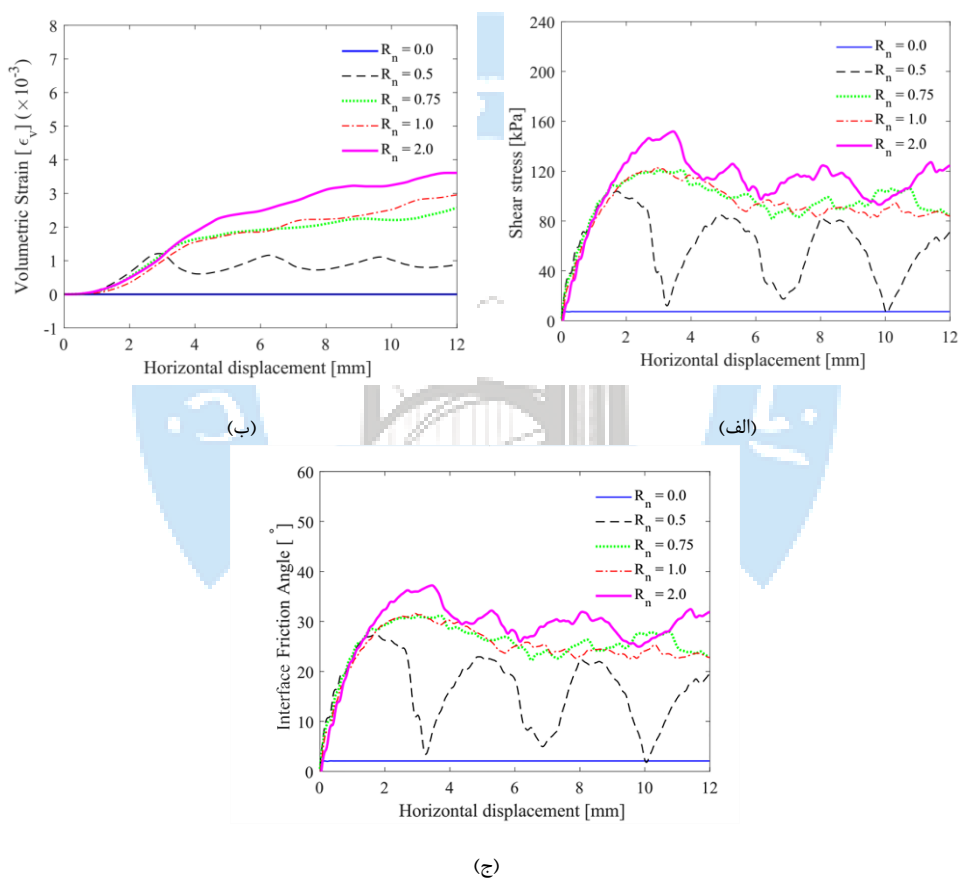 Volumetric Strain [ ϵv] (×10⁻³)
8
7
6
5
4
3
2
1
0
-1
Rn = 0.0
Rn = 0.5
Rn = 0.75
Rn = 1.0
Rn = 2.0
0 2 4 6 8 10 12
Horizontal displacement [mm]
(ب)
Shear stress [kPa]
240
200
160
120
80
40
0
Rn = 0.0
Rn = 0.5
Rn = 0.75
Rn = 1.0
Rn = 2.0
0 2 4 6 8 10 12
Horizontal displacement [mm]
(الف)
Interface Friction Angle [ °]
60
50
40
30
20
10
0
Rn = 0.0
Rn = 0.5
Rn = 0.75
Rn = 1.0
Rn = 2.0
0 2 4 6 8 10 12
Horizontal displacement [mm]
(ج)